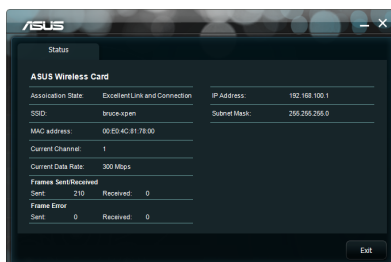 ASUS
Status
ASUS Wireless Card
Assoication State: Excellent Link and Connection
SSID: bruce-xpen
MAC address: 00:E0:4C:81:78:00
Current Channel: 1
Current Data Rate: 300 Mbps
Frames Sent/Received
Sent: 210 Received: 0
Frame Error
Sent: 0 Received: 0
IP Address: 192.168.100.1
Subnet Mask: 255.255.255.0
Exit